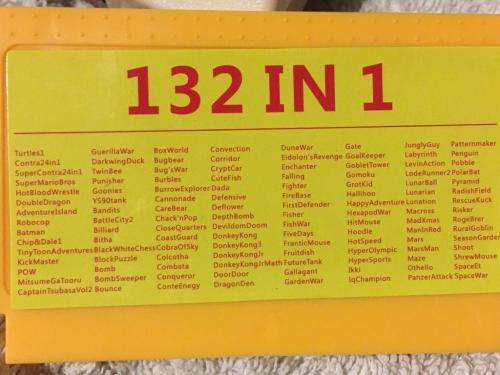 132 IN 1
Turtles1
Contra24in1
SuperContra24in1
SuperMarioBros
HotBloodWrestle
DoubleDragon
AdventureIsland
Robocop
Batman
Chip&Dale1
TinyToonAdventures
KickMaster
POW
MitsumeGaTooru
CaptainTsubasaVol2
GuerillaWar
DarkwingDuck
TwinBee
Punisher
Goonies
YS90tank
Bandits
BattleCity2
Billiard
Bitha
BlackWhiteChess
BlockPuzzle
Bomb
BombSweeper
Bounce
BoxWorld
Bugbear
Bug'sWar
Burbles
BurrowExplorer
Cannonade
CareBear
Chack'nPop
CloseQuarters
CoastGuard
CobraOfSky
Colcotha
Combata
Conqueror
ConteEnergy
Convection
Corridor
CryptCar
CuteFish
Dada
Defensive
Deflower
DepthBomb
DevildomDoom
DonkeyKong
DonkeyKong3
DonkeyKongJr
DonkeyKongJrMath
DoorDoor
DragonDen
DuneWar
Eidolon'sRevenge
Enchanter
Falling
Fighter
FireBase
FirstDefender
Fisher
FishWar
FiveDays
FranticMouse
Fruitdish
FutureTank
Gallagant
GardenWar
Gate
GoalKeeper
GobletTower
Gomoku
GrotKid
Hallihoo
HappyAdventure
HexapodWar
HitMouse
Hoodle
HotSpeed
HyperOlympic
HyperSports
Ikki
IqChampion
JunglyGuy
Labyrinth
LevinAction
LodeRunner2
LunarBall
Lunarian
Lunation
Macross
MadXmas
ManInRed
Mars
MarsMan
Maze
Othello
PanzerAttack
Patternmaker
Penguin
Pobble
PolarBat
Pyramid
RadishField
RescueKuck
Risker
RogeBrer
RuralGoblin
SeasonGarden
Shoot
ShrewMouse
SpaceEt
SpaceWar